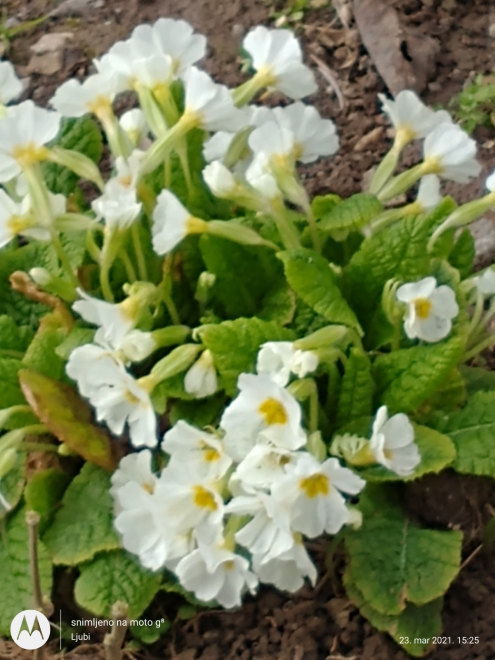 snimljeno na moto g⁸
Ljubi
23. mar 2021. 15:25